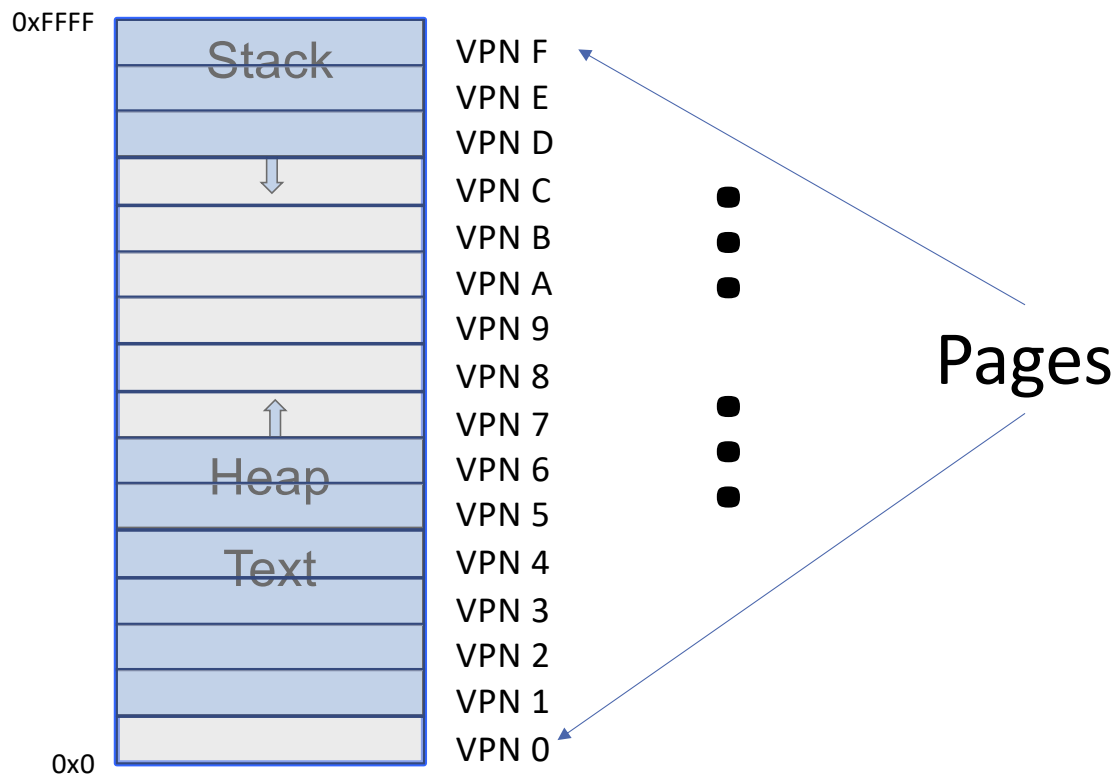 0xFFFF
Stack
VPN F
VPN E
VPN D
VPN C
VPN B
VPN A
VPN 9
VPN 8
Pages
VPN 7
Heap
VPN 6
VPN 5
Text
VPN 4
VPN 3
VPN 2
VPN 1
VPN 0
0x0